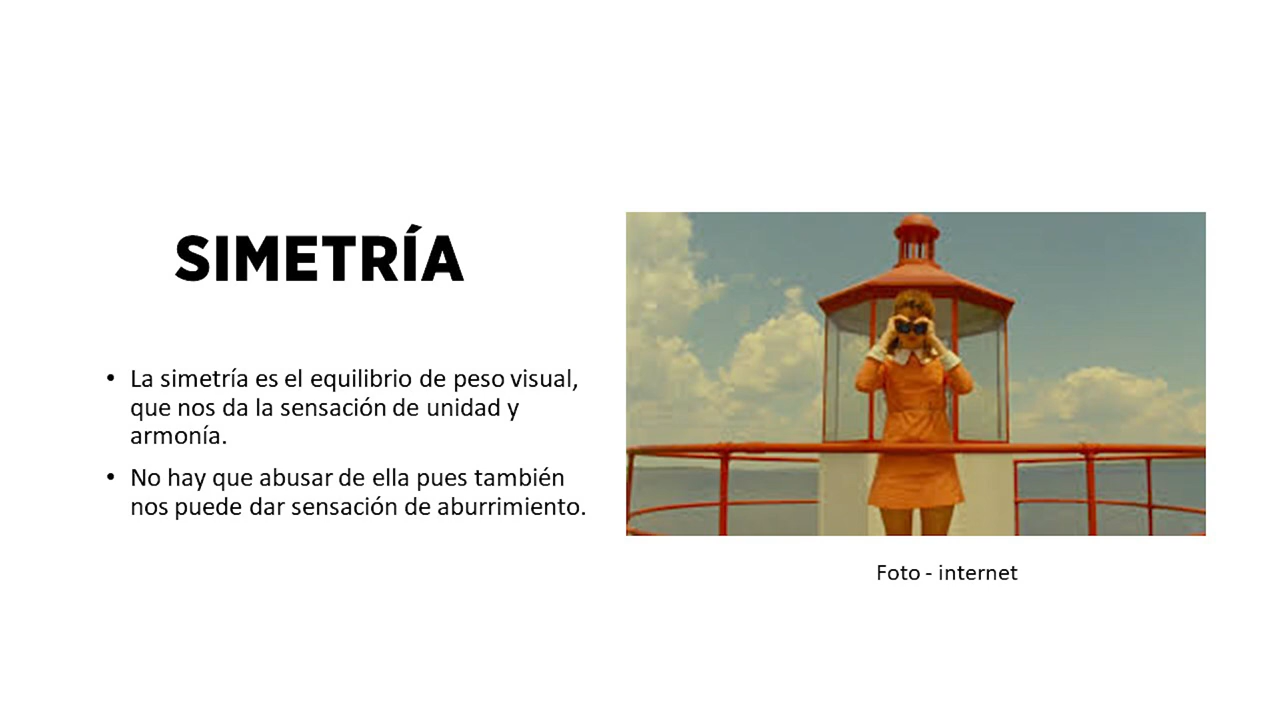 SIMETRÍA
• La simetría es el equilibrio de peso visual,
que nos da la sensación de unidad y
armonía.
• No hay que abusar de ella pues también
nos puede dar sensación de aburrimiento.
Foto - internet